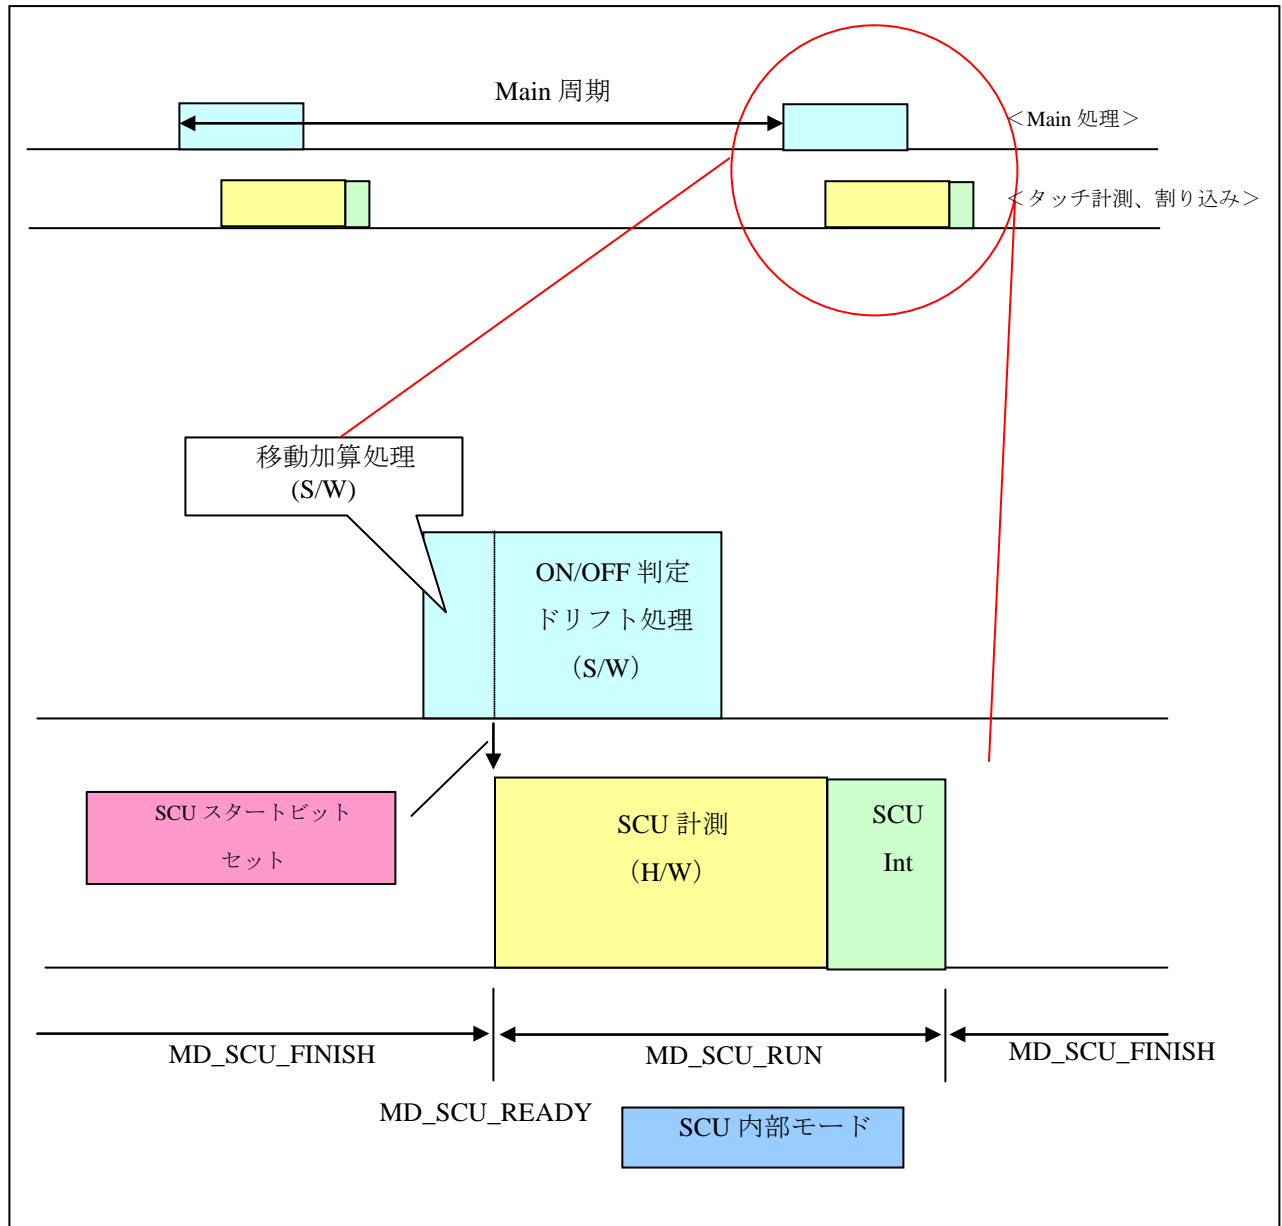 Main 周期
＜Main 処理＞
＜タッチ計測、割り込み＞
移動加算処理
(S/W)
ON/OFF 判定
ドリフト処理
（S/W）
SCU スタートビット
セット
SCU 計測
（H/W）
SCU
Int
MD_SCU_FINISH
MD_SCU_RUN
MD_SCU_FINISH
MD_SCU_READY
SCU 内部モード